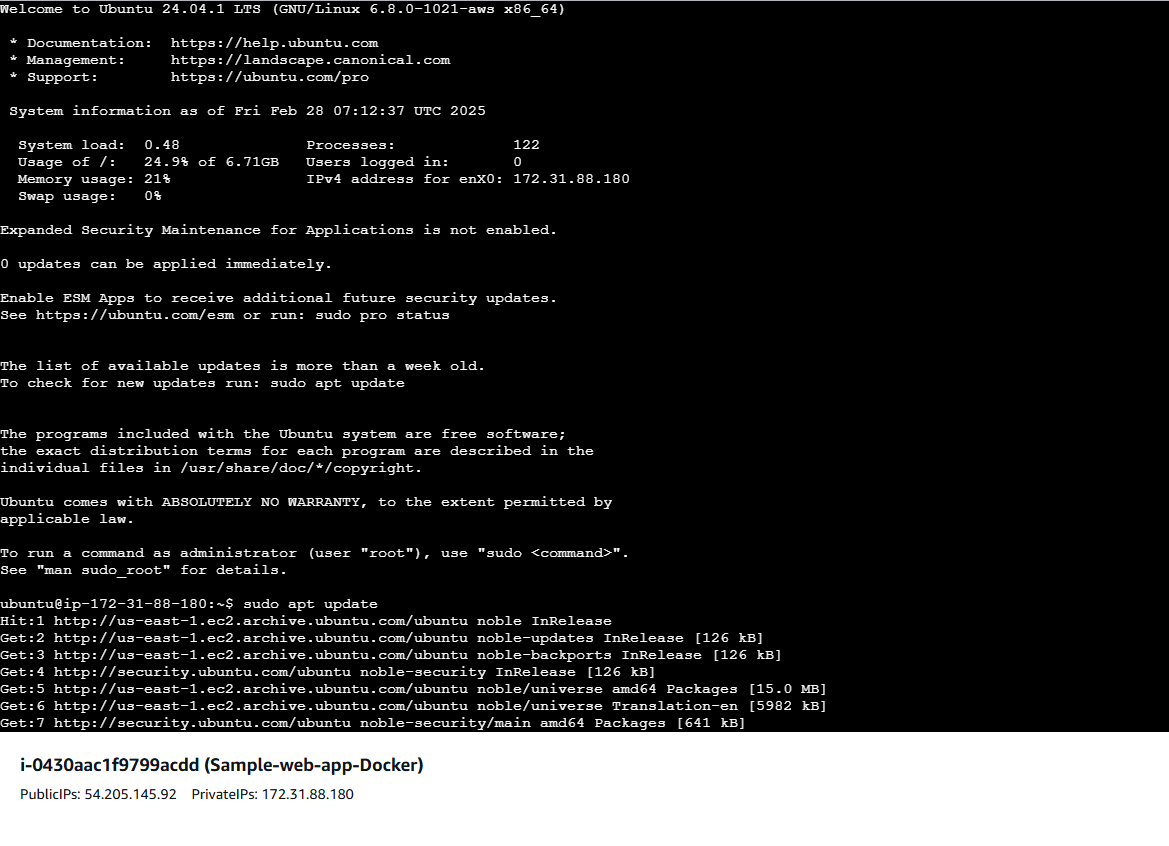 Welcome to Ubuntu 24.04.1 LTS (GNU/Linux 6.8.0-1021-aws x86_64)
* Documentation: https://help.ubuntu.com
* Management: https://landscape.canonical.com
* Support: https://ubuntu.com/pro
System information as of Fri Feb 28 07:12:37 UTC 2025
System load: 0.48 Processes: 122
Usage of /: 24.9% of 6.71GB Users logged in: 0
Memory usage: 21% IPv4 address for enX0: 172.31.88.180
Swap usage: 0%
Expanded Security Maintenance for Applications is not enabled.
0 updates can be applied immediately.
Enable ESM Apps to receive additional future security updates.
See https://ubuntu.com/esm or run: sudo pro status
The list of available updates is more than a week old.
To check for new updates run: sudo apt update
The programs included with the Ubuntu system are free software;
the exact distribution terms for each program are described in the
individual files in /usr/share/doc/*/copyright.
Ubuntu comes with ABSOLUTELY NO WARRANTY, to the extent permitted by
applicable law.
To run a command as administrator (user "root"), use "sudo <command>".
See "man sudo_root" for details.
ubuntu@ip-172-31-88-180:~$ sudo apt update
Hit:1 http://us-east-1.ec2.archive.ubuntu.com/ubuntu noble InRelease
Get:2 http://us-east-1.ec2.archive.ubuntu.com/ubuntu noble-updates InRelease [126 kB]
Get:3 http://us-east-1.ec2.archive.ubuntu.com/ubuntu noble-backports InRelease [126 kB]
Get:4 http://security.ubuntu.com/ubuntu noble-security InRelease [126 kB]
Get:5 http://us-east-1.ec2.archive.ubuntu.com/ubuntu noble/universe amd64 Packages [15.0 MB]
Get:6 http://us-east-1.ec2.archive.ubuntu.com/ubuntu noble/universe Translation-en [5982 kB]
Get:7 http://security.ubuntu.com/ubuntu noble-security/main amd64 Packages [641 kB]
i-0430aac1f9799acdd (Sample-web-app-Docker)
PublicIPs: 54.205.145.92 PrivateIPs: 172.31.88.180